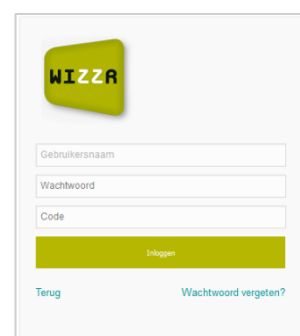 WIZZR
Gebruikersnaam
Wachtwoord
Code
Inloggen
Terug Wachtwoord vergeten?